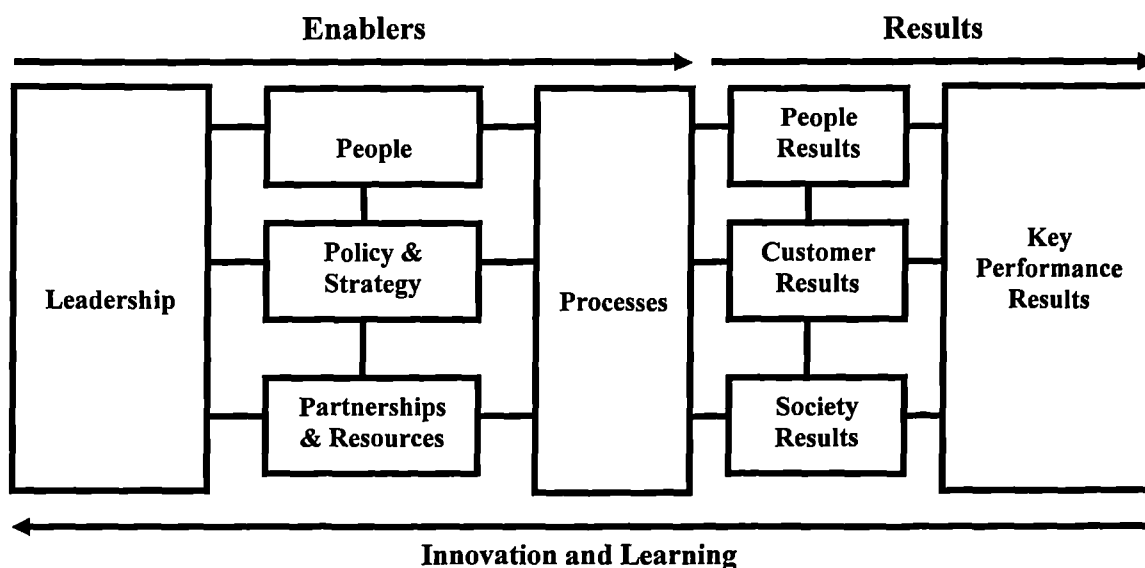 Enablers
Results
Leadership
People
Policy &
Strategy
Partnerships
& Resources
Processes
People
Results
Customer
Results
Society
Results
Key
Performance
Results
Innovation and Learning